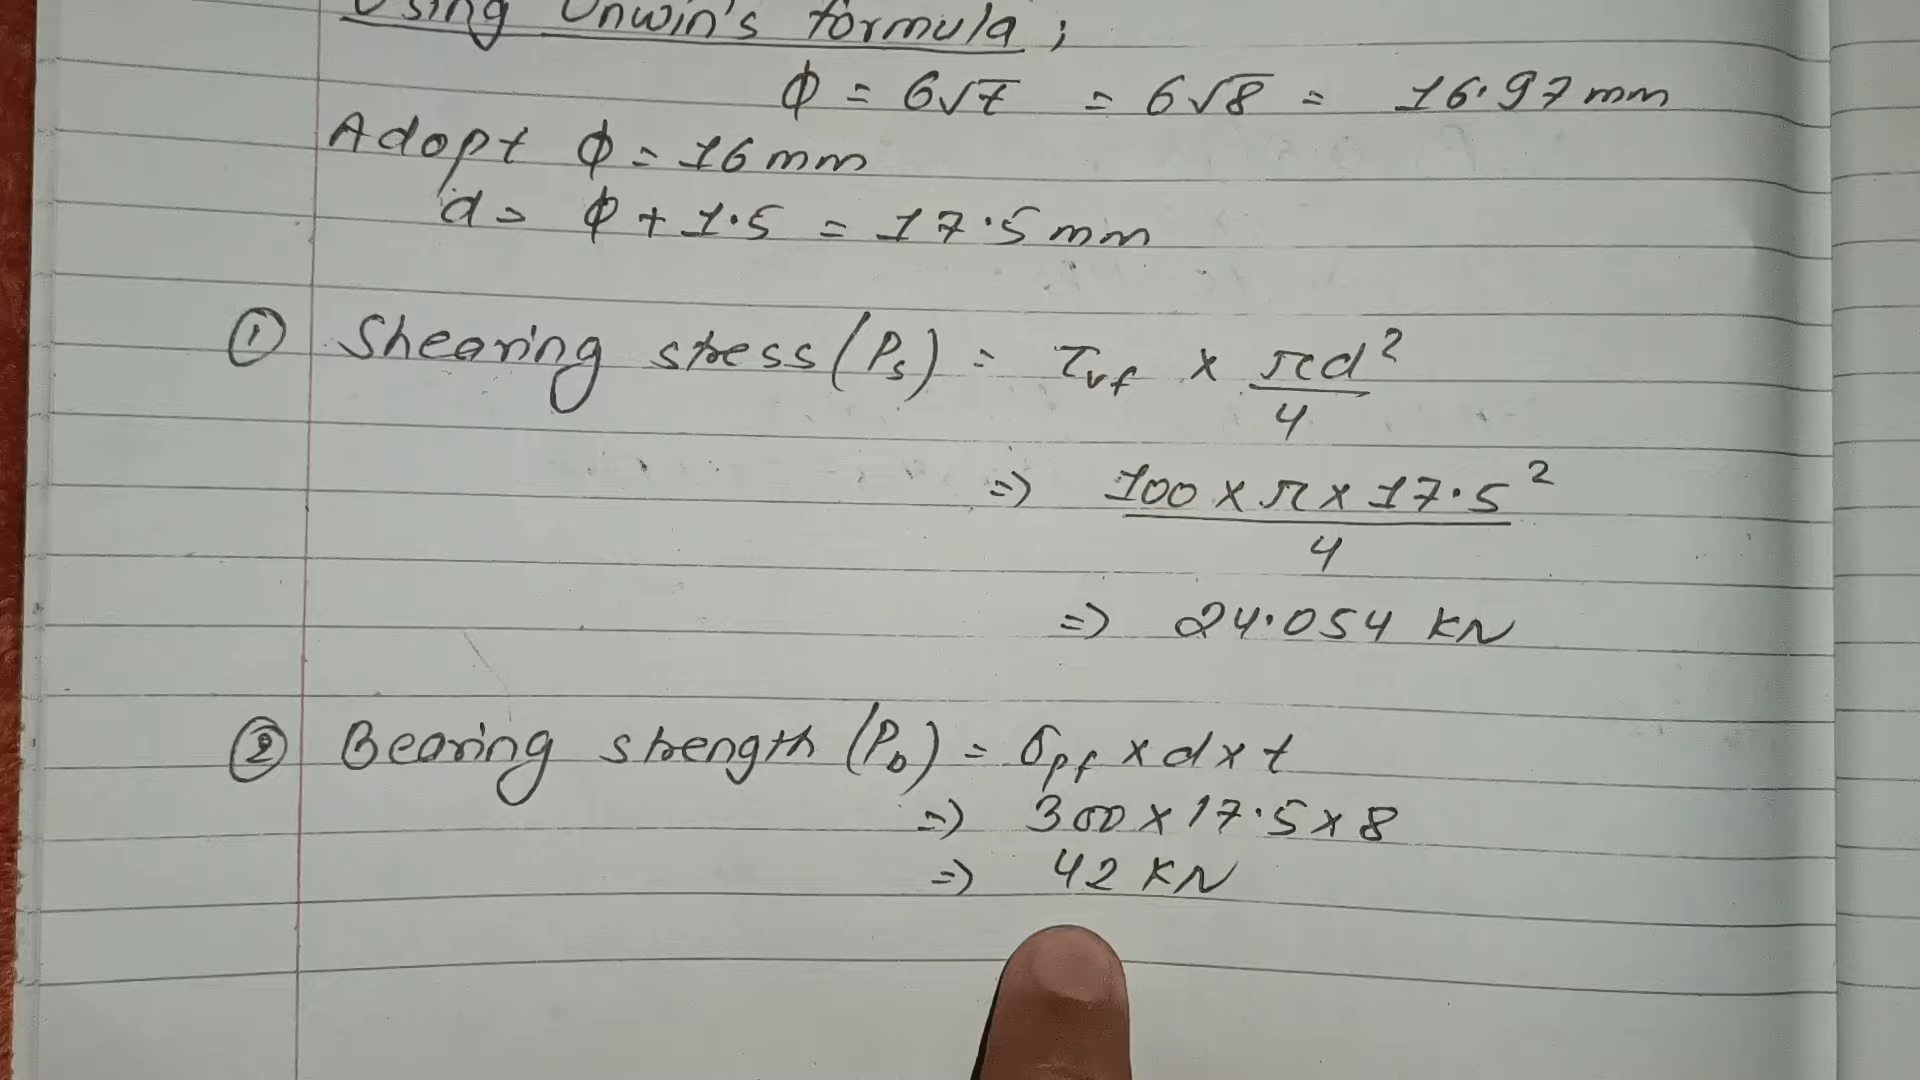 Using Unwin's formula;
ϕ = 6√t = 6√8 = 16.97 mm
Adopt ϕ = 16 mm
d = ϕ + 1.5 = 17.5 mm
① Shearing stress (Ps) = τvf × πd²/4
⇒ 100 × π × 17.5²/4
⇒ 24.054 KN
② Bearing strength (Pb) = σpf × d × t
⇒ 300 × 17.5 × 8
⇒ 42 KN